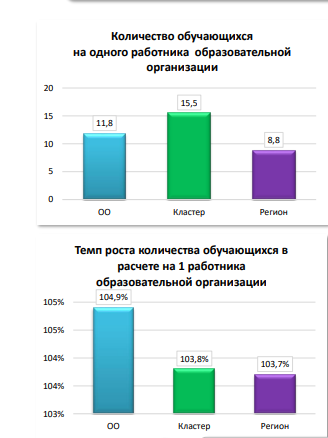 Количество обучающихся
на одного работника образовательной
организации
20
15
10
5
0
11,8
15,5
8,8
ОО Кластер Регион
Темп роста количества обучающихся в
расчете на 1 работника
образовательной организации
105%
105%
104%
104%
103%
104,9%
103,8%
103,7%
ОО Кластер Регион